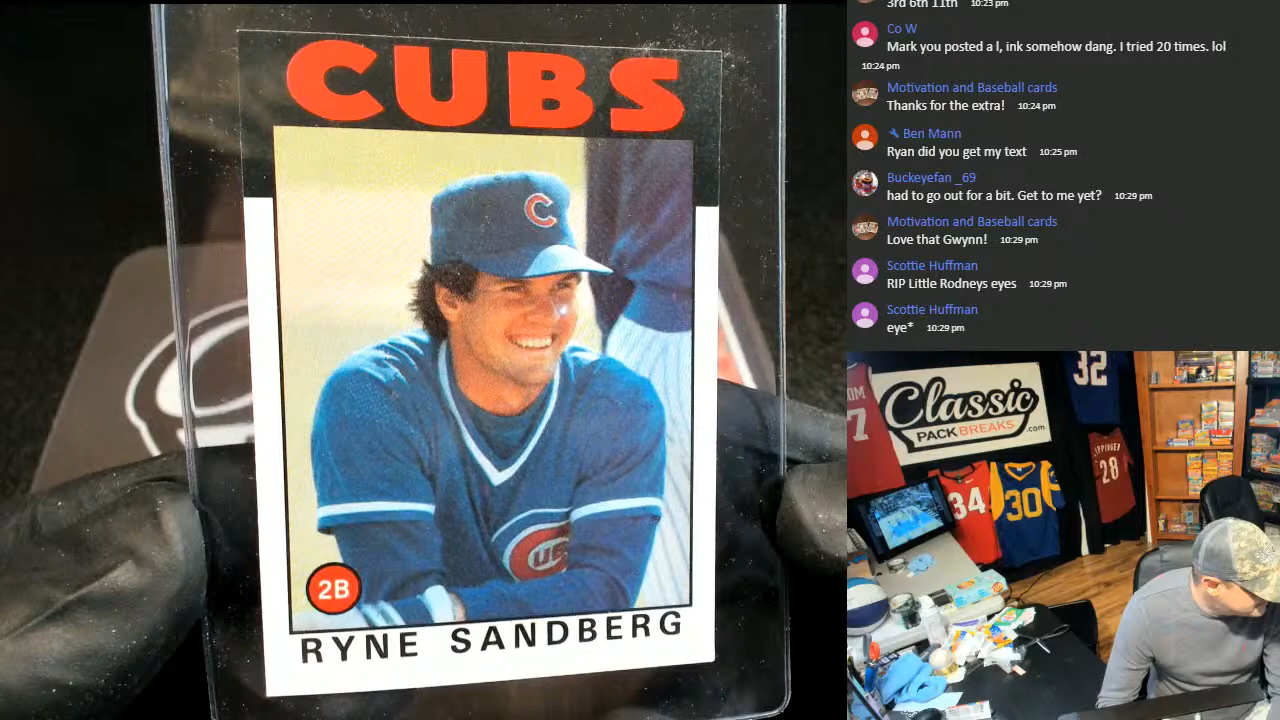 CUBS
C
CUBS
2B
RYNE SANDBERG
3rd 6th 11th 10:23 pm
Co W
Mark you posted a l, ink somehow dang. I tried 20 times. lol
10:24 pm
Motivation and Baseball cards
Thanks for the extra! 10:24 pm
Ben Mann
Ryan did you get my text 10:25 pm
Buckeyefan _69
had to go out for a bit. Get to me yet? 10:29 pm
Motivation and Baseball cards
Love that Gwynn! 10:29 pm
Scottie Huffman
RIP Little Rodneys eyes 10:29 pm
Scottie Huffman
eye* 10:29 pm
32
Classic
PACKBREAKS
.com
7
28
34
30